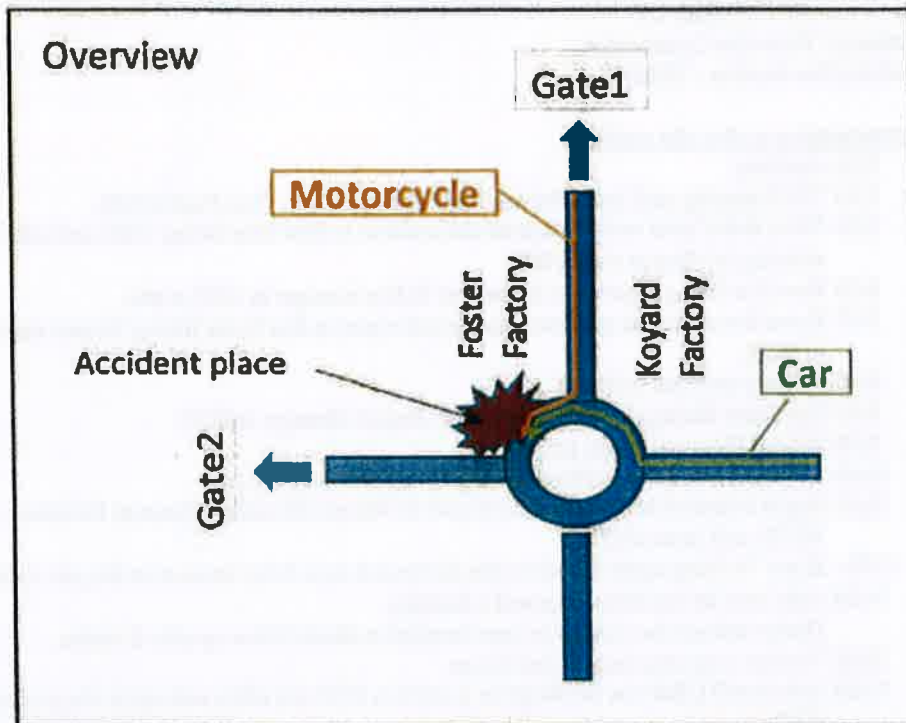 Overview
Gate1
Motorcycle
Foster
Factory
Koyard
Factory
Accident place
Car
Gate2